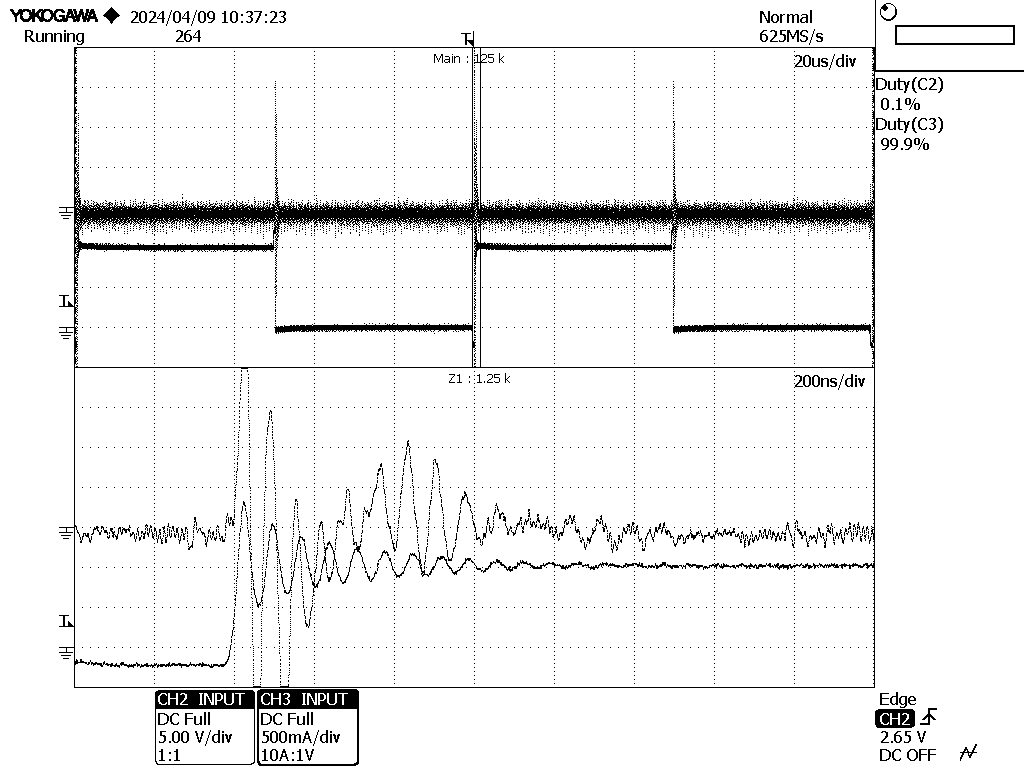 YOKOGAWA ◆ 2024/04/09 10:37:23
Normal
Running 264
625MS/s
T
Main : 125 k
20us/div
Duty(C2)
0.1%
Duty(C3)
99.9%
T
Z1 : 1.25 k
200ns/div
T
CH2 INPUT
DC Full
5.00 V/div
1:1
CH3 INPUT
DC Full
500mA/div
10A:1V
Edge
CH2
2.65 V
DC OFF